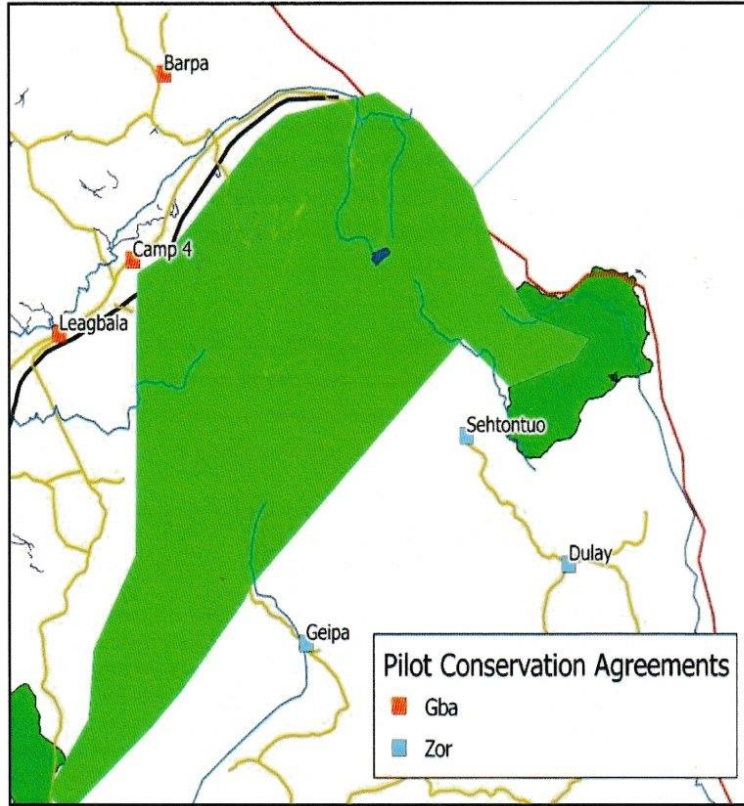 Barpa
Camp 4
Leagbala
Sehtontuo
Dulay
Geipa
Pilot Conservation Agreements
Gba
Zor